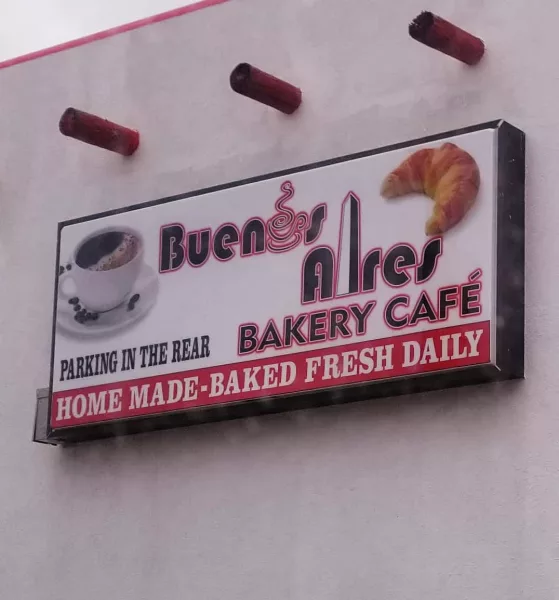 Buenos
Aires
BAKERY CAFÉ
PARKING IN THE REAR
HOME MADE-BAKED FRESH DAILY